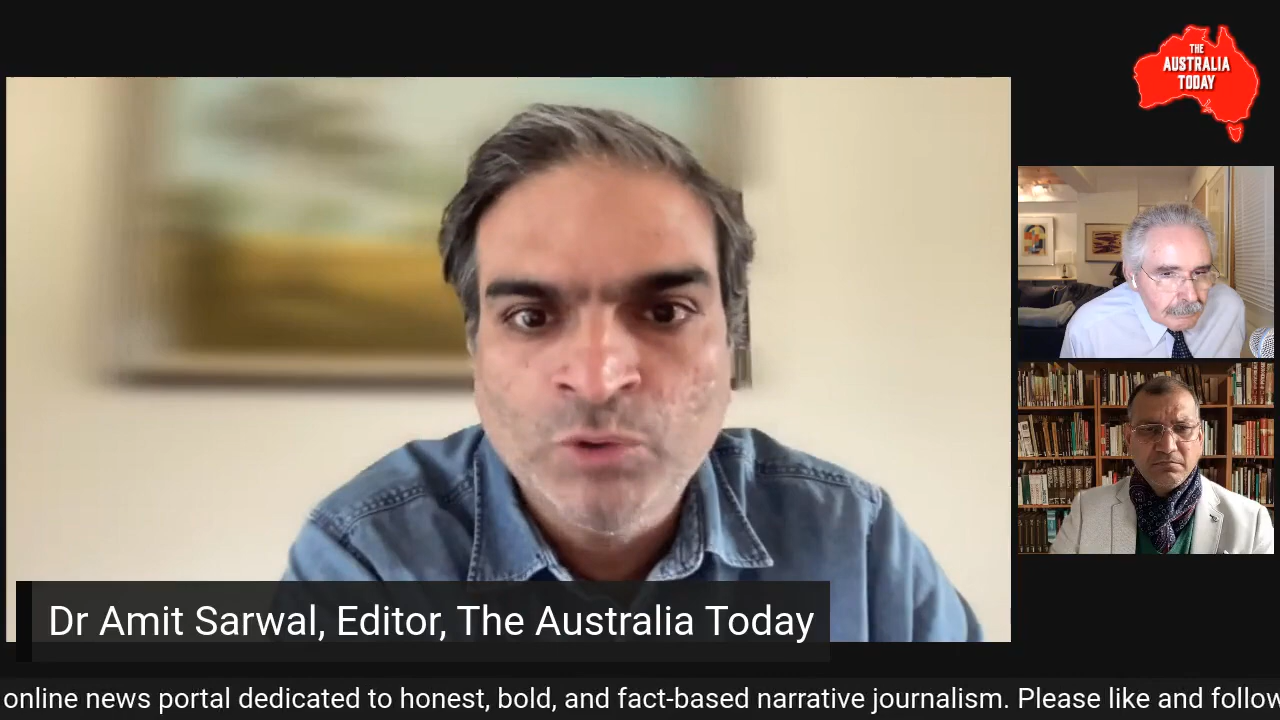 THE
AUSTRALIA
TODAY
Dr Amit Sarwal, Editor, The Australia Today
online news portal dedicated to honest, bold, and fact-based narrative journalism. Please like and follow